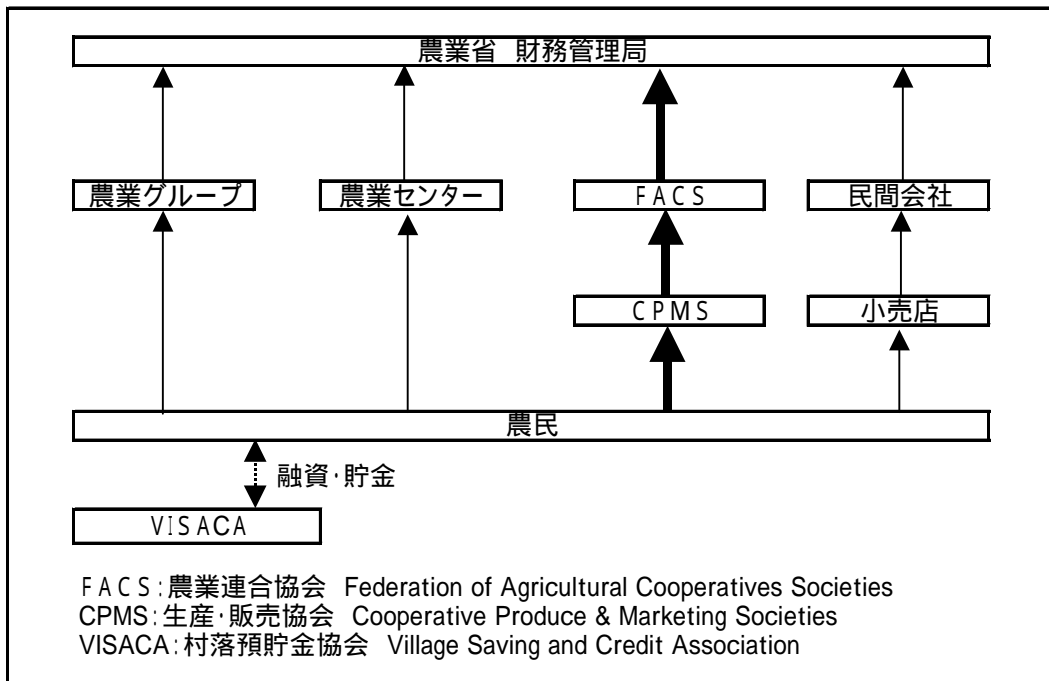 農業省 財務管理局
農業グループ 農業センター FACS 民間会社
CPMS 小売店
農民
融資・貯金
VISACA
FACS:農業連合協会 Federation of Agricultural Cooperatives Societies
CPMS:生産・販売協会 Cooperative Produce & Marketing Societies
VISACA:村落預貯金協会 Village Saving and Credit Association